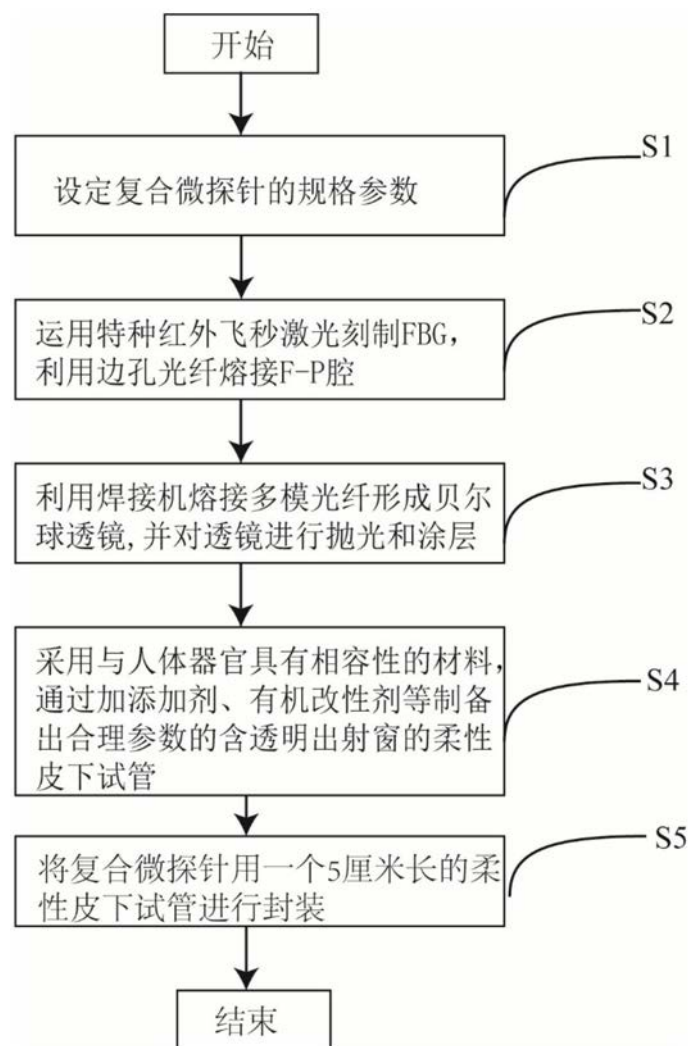 开始
设定复合微探针的规格参数
S1
运用特种红外飞秒激光刻制FBG,
利用边孔光纤熔接F-P腔
S2
利用焊接机熔接多模光纤形成贝尔
球透镜,并对透镜进行抛光和涂层
S3
采用与人体器官具有相容性的材料,
通过加添加剂、有机改性剂等制备
出合理参数的含透明出射窗的柔性
皮下试管
S4
将复合微探针用一个5厘米长的柔
性皮下试管进行封装
S5
结束